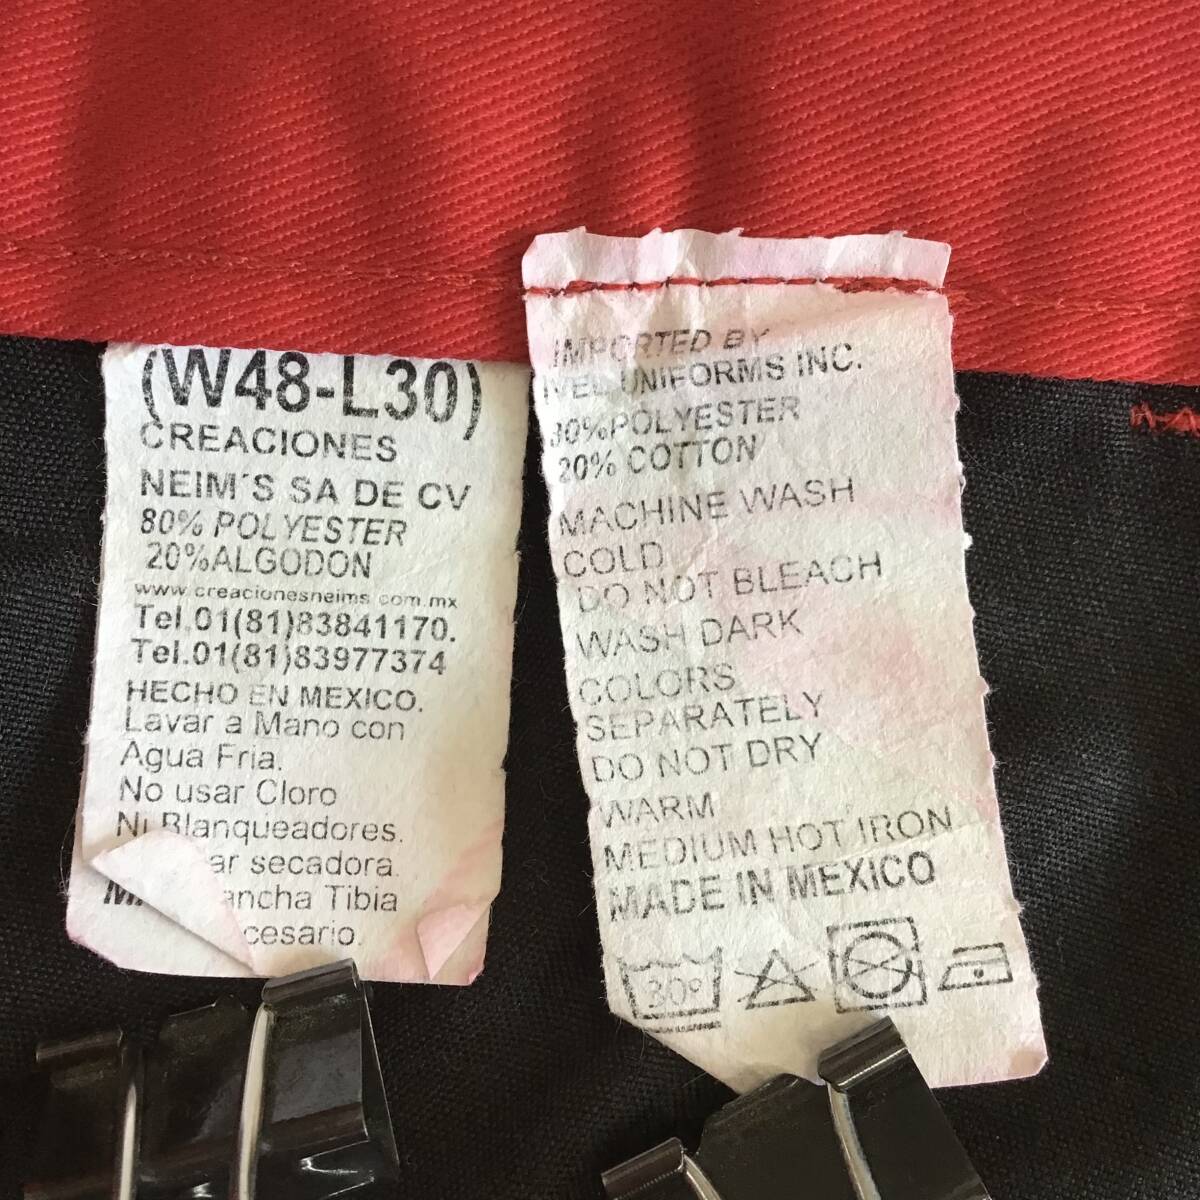 (W48-L30)
CREACIONES
NEIM´S SA DE CV
80% POLYESTER
20%ALGODON
www.creacionesneims.com.mx
Tel.01(81)83841170.
Tel.01(81)83977374
HECHO EN MEXICO.
Lavar a Mano con
Agua Fria.
No usar Cloro
Ni Blanqueadores.
ar secadora.
ancha Tibia
cesario.
IMPORTED BY
UNIFORMS INC.
80%POLYESTER
20% COTTON
MACHINE WASH
COLD
DO NOT BLEACH
WASH DARK
COLORS
SEPARATELY
DO NOT DRY
WARM
MEDIUM HOT IRON
MADE IN MEXICO
30º